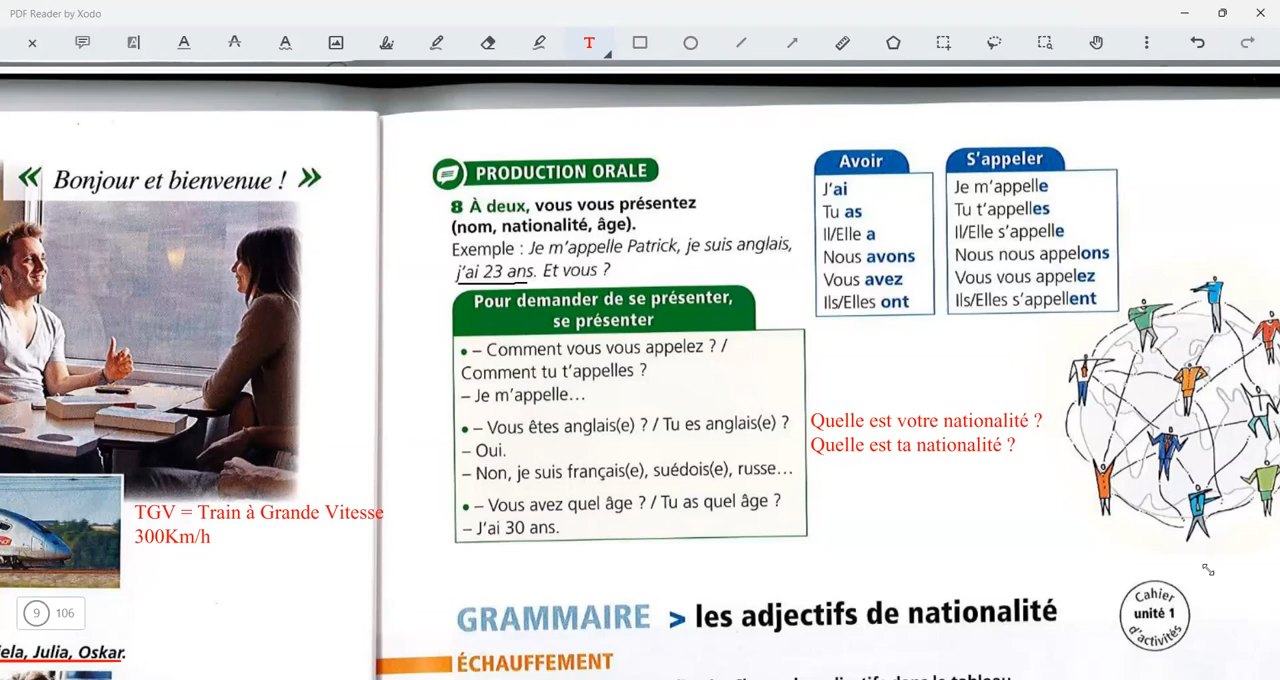 PDF Reader by Xodo
T
« Bonjour et bienvenue ! »
TGV = Train à Grande Vitesse
300Km/h
9 106
iela, Julia, Oskar.
PRODUCTION ORALE
8 À deux, vous vous présentez
(nom, nationalité, âge).
Exemple : Je m'appelle Patrick, je suis anglais,
j'ai 23 ans. Et vous ?
Pour demander de se présenter,
se présenter
• – Comment vous vous appelez ? /
Comment tu t'appelles ?
– Je m'appelle…
• – Vous êtes anglais(e) ? / Tu es anglais(e) ?
– Oui.
– Non, je suis français(e), suédois(e), russe…
• – Vous avez quel âge ? / Tu as quel âge ?
– J'ai 30 ans.
Avoir
J'ai
Tu as
Il/Elle a
Nous avons
Vous avez
Ils/Elles ont
S'appeler
Je m'appelle
Tu t'appelles
Il/Elle s'appelle
Nous nous appelons
Vous vous appelez
Ils/Elles s'appellent
Quelle est votre nationalité ?
Quelle est ta nationalité ?
GRAMMAIRE > les adjectifs de nationalité
Cahier
unité 1
d'activités
ÉCHAUFFEMENT